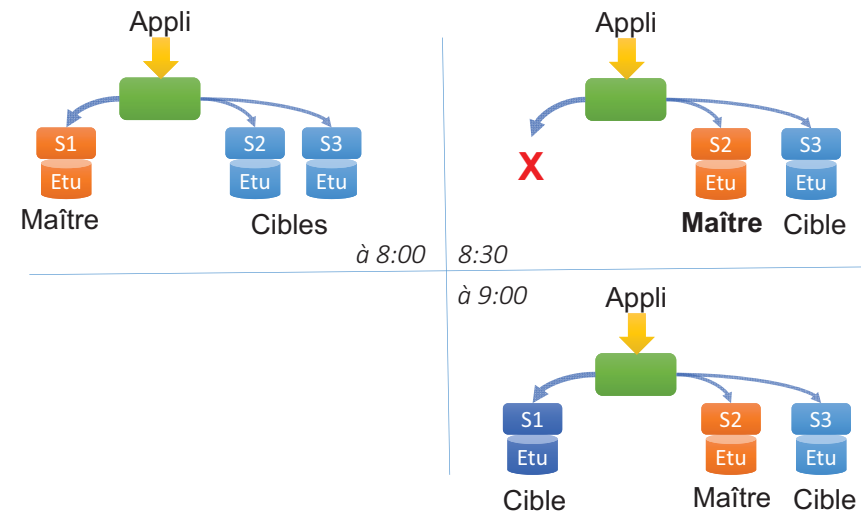 Appli
S1
S2
S3
Etu
Etu
Etu
Maître
Cibles
à 8:00
Appli
X
S2
S3
Etu
Etu
Maître
Cible
8:30
à 9:00
Appli
S1
S2
S3
Etu
Etu
Etu
Cible
Maître
Cible